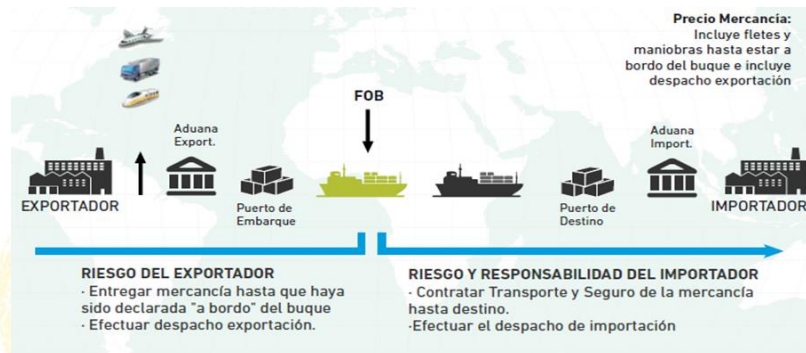 Precio Mercancía:
Incluye fletes y
maniobras hasta estar a
bordo del buque e incluye
despacho exportación
FOB
Aduana
Export.
Aduana
Import.
EXPORTADOR
Puerto de
Embarque
Puerto de
Destino
IMPORTADOR
RIESGO DEL EXPORTADOR
· Entregar mercancía hasta que haya
sido declarada "a bordo" del buque
· Efectuar despacho exportación.
RIESGO Y RESPONSABILIDAD DEL IMPORTADOR
· Contratar Transporte y Seguro de la mercancía
hasta destino.
·Efectuar el despacho de importación